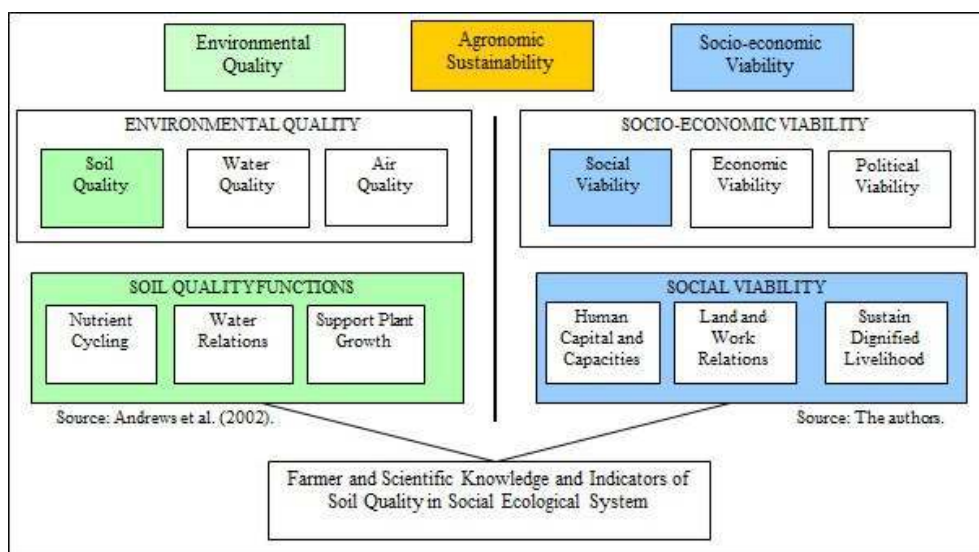 Environmental
Quality
Agronomic
Sustainability
Socio-economic
Viability
ENVIRONMENTAL QUALITY
Soil
Quality
Water
Quality
Air
Quality
SOCIO-ECONOMIC VIABILITY
Social
Viability
Economic
Viability
Political
Viability
SOIL QUALITY FUNCTIONS
Nutrient
Cycling
Water
Relations
Support Plant
Growth
Source: Andrews et al. (2002).
SOCIAL VIABILITY
Human
Capital and
Capacities
Land and
Work
Relations
Sustain
Dignified
Livelihood
Source: The authors.
Farmer and Scientific Knowledge and Indicators of
Soil Quality in Social Ecological System